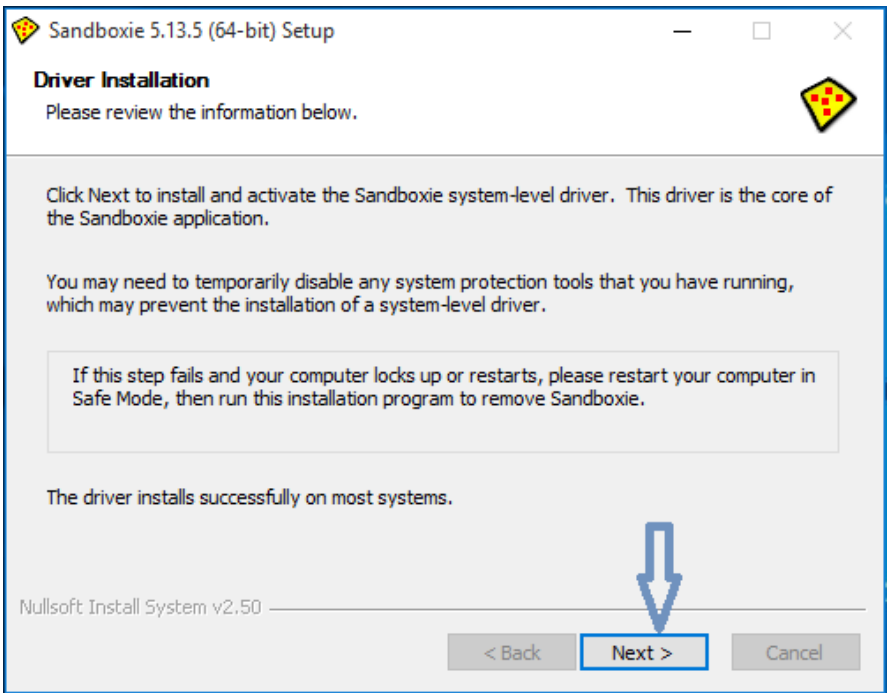 Sandboxie 5.13.5 (64-bit) Setup
Driver Installation
Please review the information below.
Click Next to install and activate the Sandboxie system-level driver.  This driver is the core of
the Sandboxie application.
You may need to temporarily disable any system protection tools that you have running,
which may prevent the installation of a system-level driver.
If this step fails and your computer locks up or restarts, please restart your computer in
Safe Mode, then run this installation program to remove Sandboxie.
The driver installs successfully on most systems.
Nullsoft Install System v2.50
< Back Next > Cancel